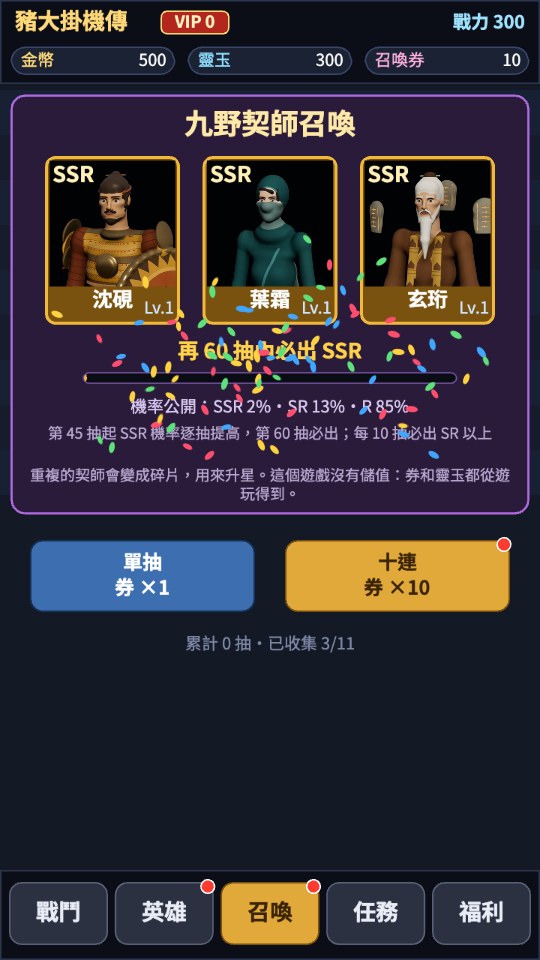 豬大掛機傳 VIP 0 戰力 300
金幣 500 靈玉 300 召喚券 10
九野契師召喚
SSR SSR SSR
沈硯 Lv.1 葉霜 Lv.1 玄珩 Lv.1
再 60 抽內必出 SSR
機率公開：SSR 2%・SR 13%・R 85%
第 45 抽起 SSR 機率逐抽提高，第 60 抽必出；每 10 抽必出 SR 以上
重複的契師會變成碎片，用來升星。這個遊戲沒有儲值：券和靈玉都從遊
玩得到。
單抽 十連
券 ×1 券 ×10
累計 0 抽・已收集 3/11
戰鬥 英雄 召喚 任務 福利